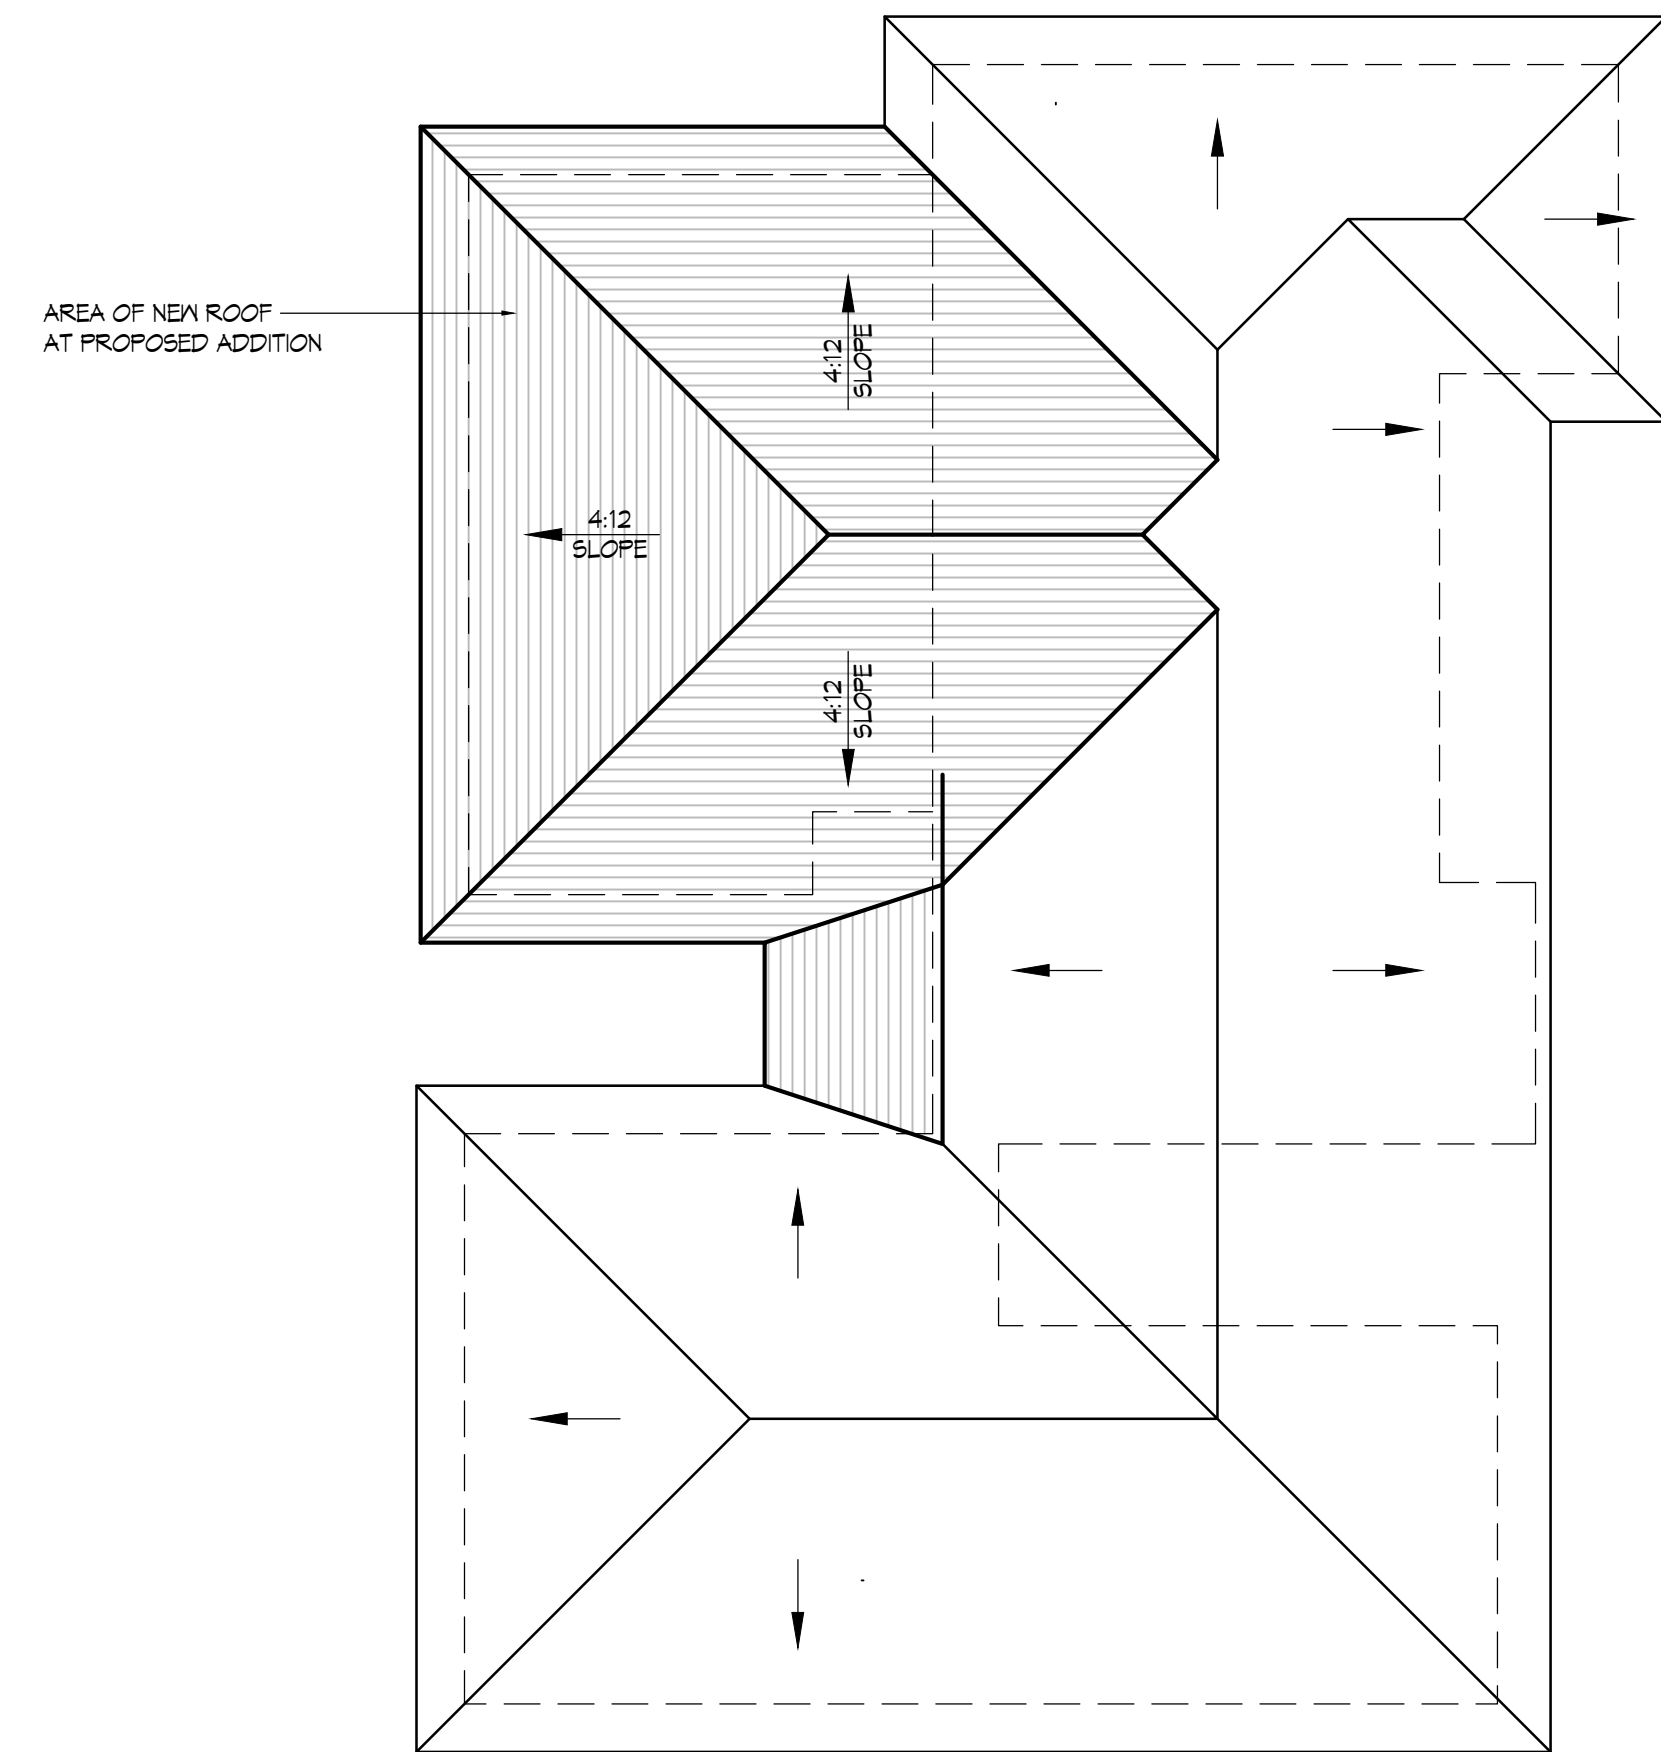 AREA OF NEW ROOF
AT PROPOSED ADDITION
4:12
SLOPE
4:12
SLOPE
4:12
SLOPE